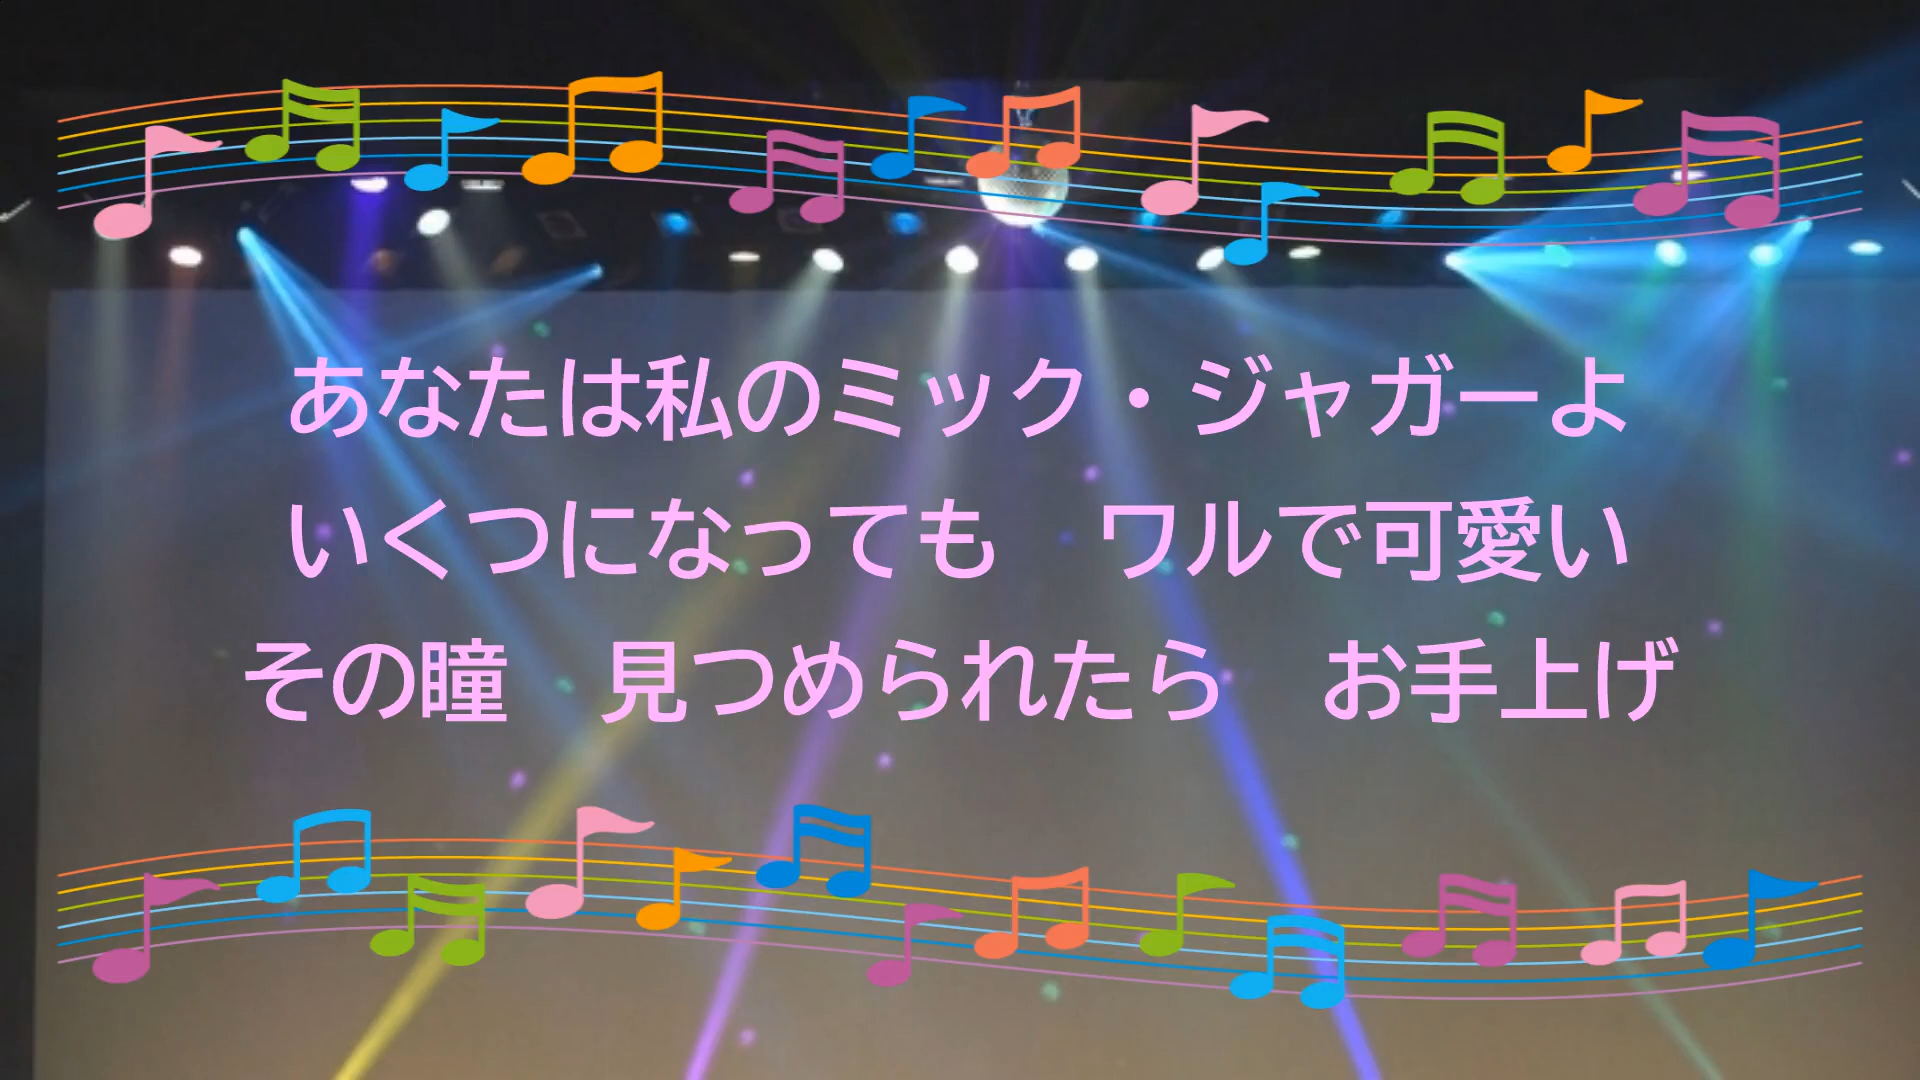 あなたは私のミック・ジャガーよ
いくつになっても　ワルで可愛い
その瞳　見つめられたら　お手上げ